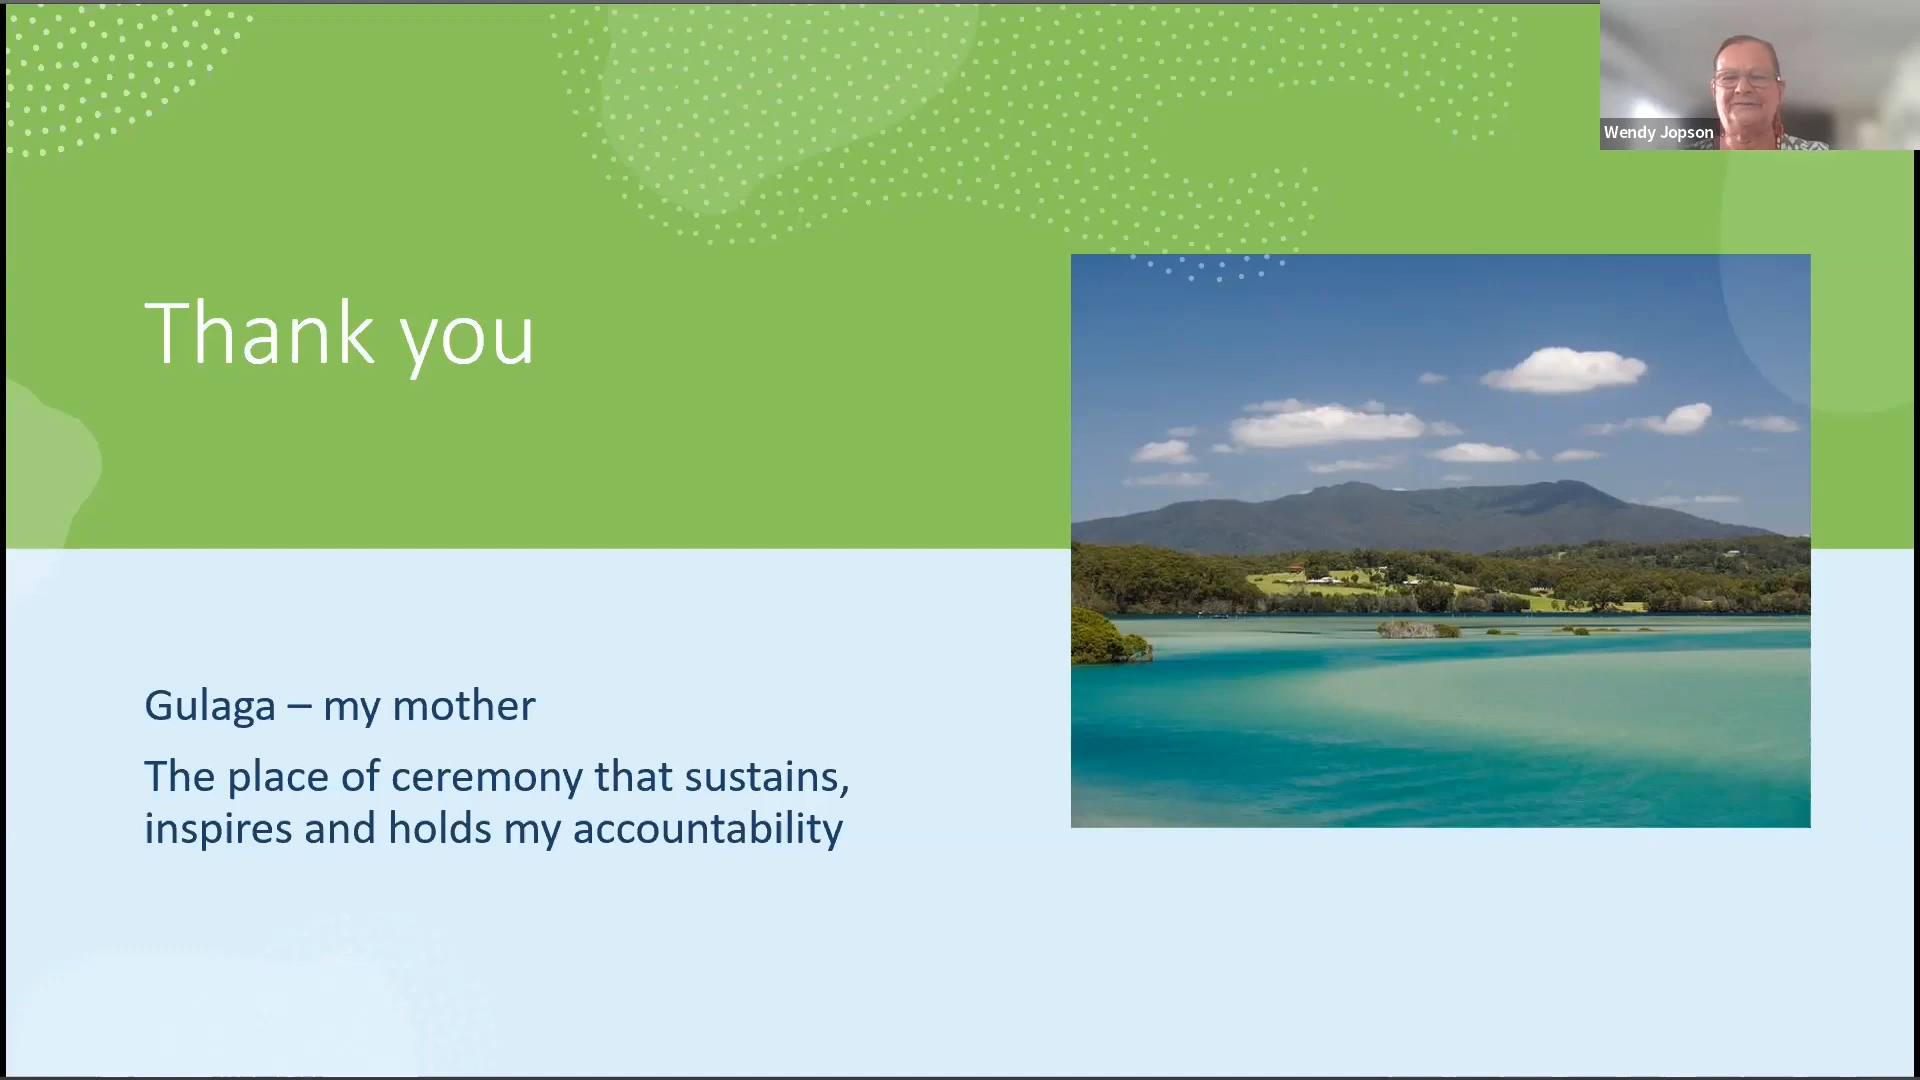 Wendy Jopson
Thank you
Gulaga – my mother
The place of ceremony that sustains,
inspires and holds my accountability